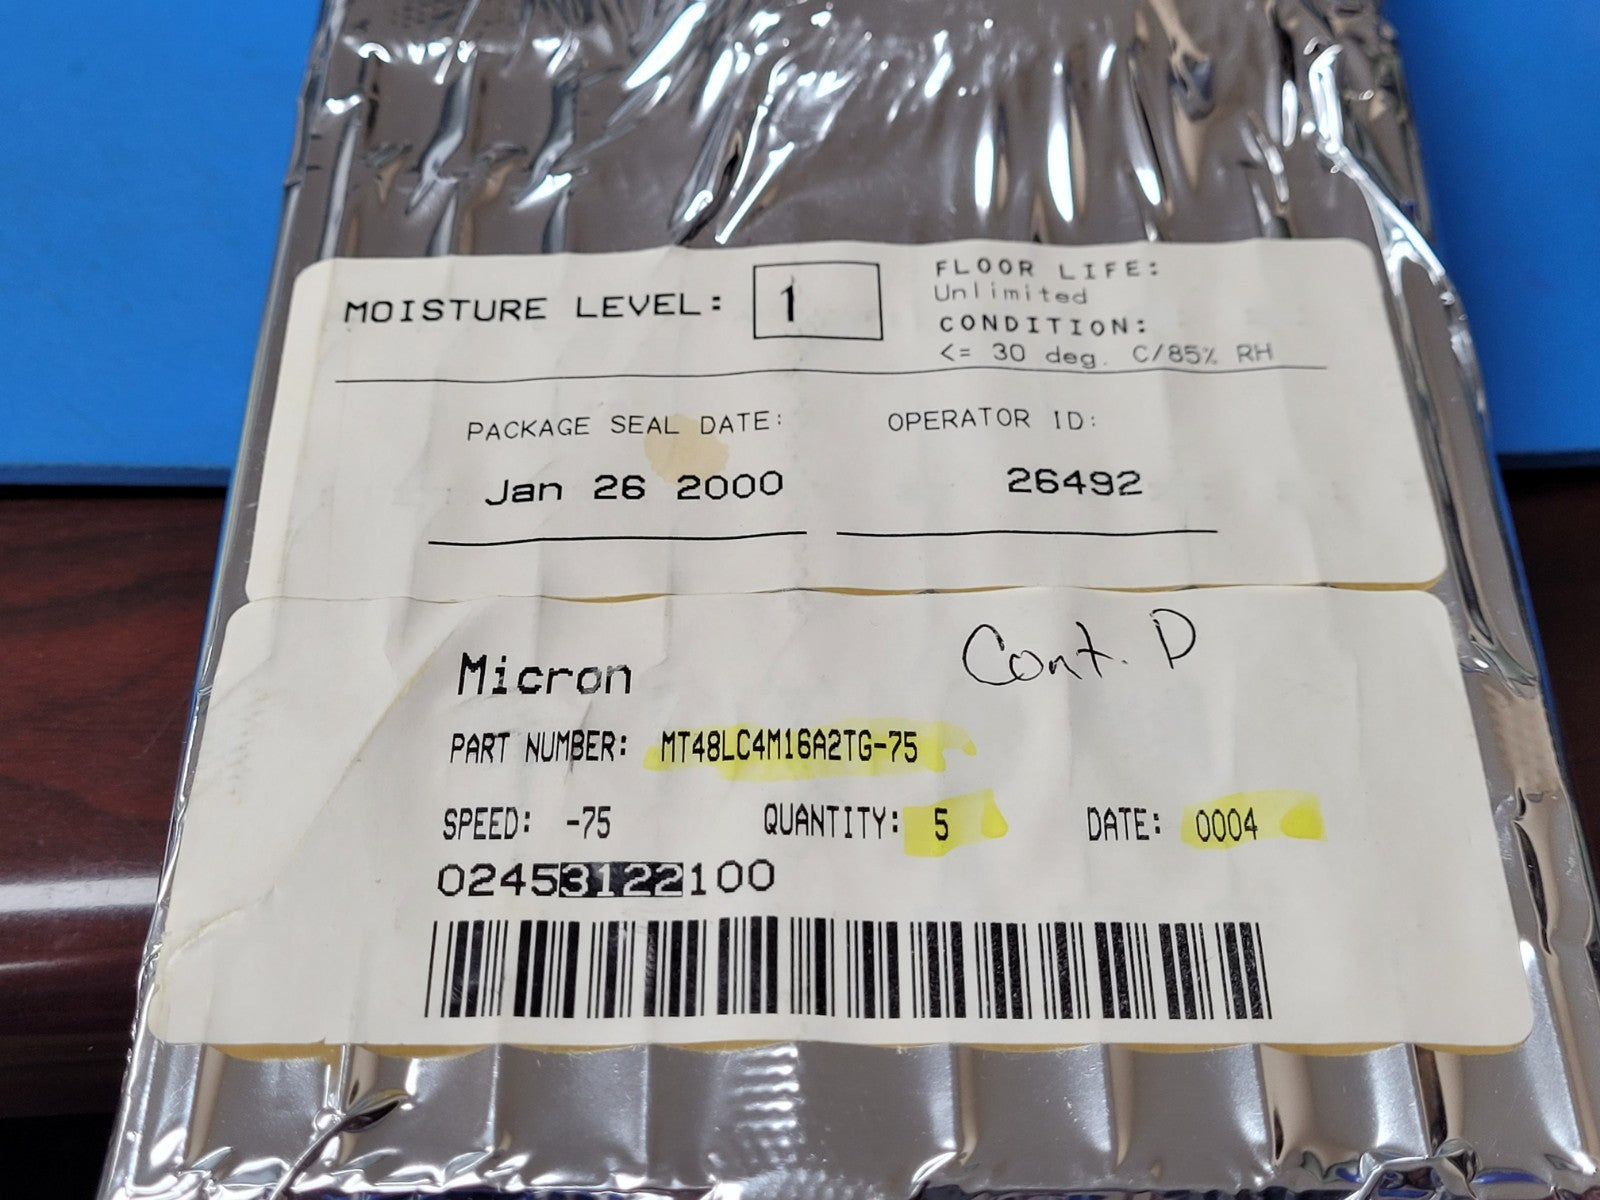 MOISTURE LEVEL: 1
FLOOR LIFE:
Unlimited
CONDITION:
<= 30 deg. C/85% RH
PACKAGE SEAL DATE: OPERATOR ID:
Jan 26 2000 26492
Micron
Cont. D
PART NUMBER: MT48LC4M16A2TG-75
SPEED: -75 QUANTITY: 5 DATE: 0004
02453122100